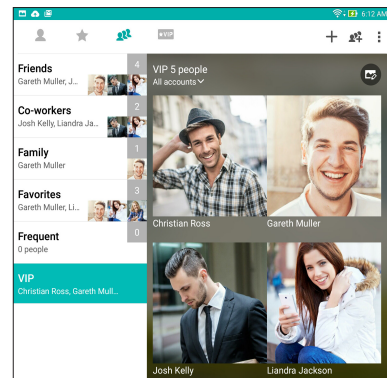 6:12 AM
VIP
Friends
4
Gareth Muller, J...
Co-workers
2
Josh Kelly, Liandra Ja...
Family
1
Gareth Muller
Favorites
3
Gareth Muller, Li...
Frequent
0
0 people
VIP
Christian Ross, Gareth Mull...
VIP 5 people
All accounts
Christian Ross
Gareth Muller
Josh Kelly
Liandra Jackson